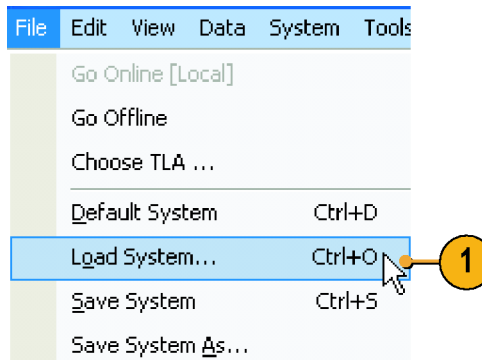 File Edit View Data System Tools
Go Online [Local]
Go Offline
Choose TLA ...
Default System Ctrl+D
Load System... Ctrl+O
1
Save System Ctrl+S
Save System As...